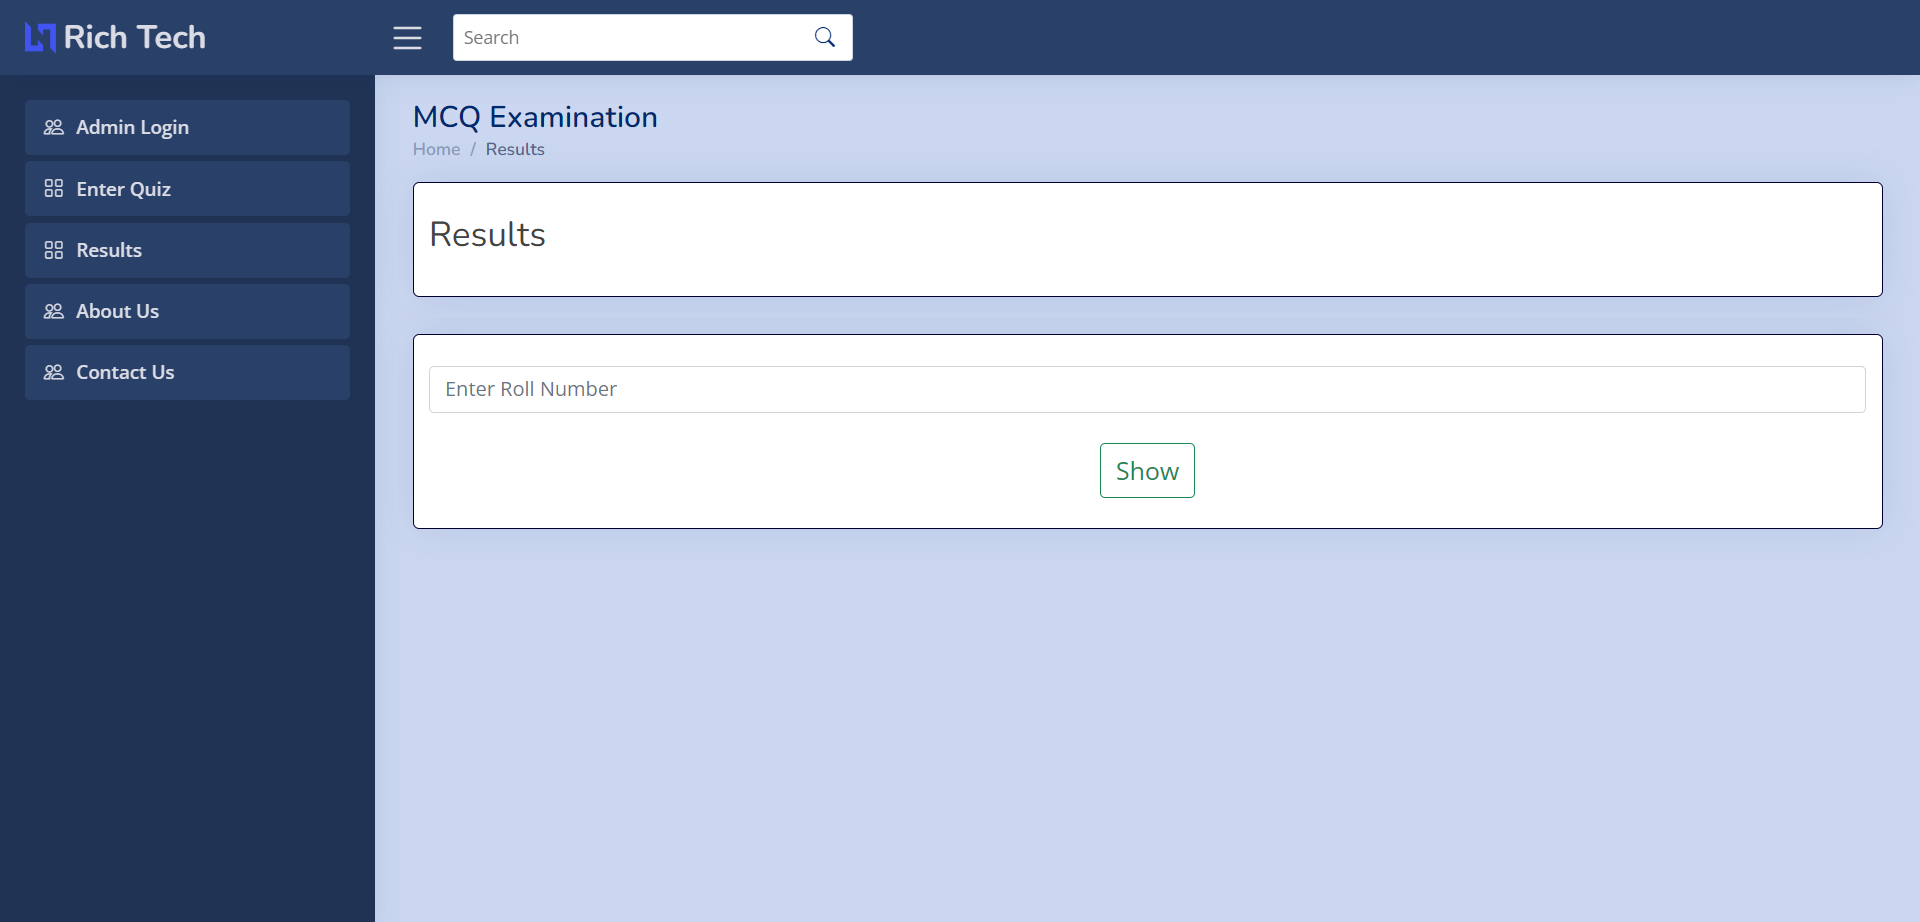 Rich Tech
Search
Admin Login
Enter Quiz
Results
About Us
Contact Us
MCQ Examination
Home / Results
Results
Enter Roll Number
Show